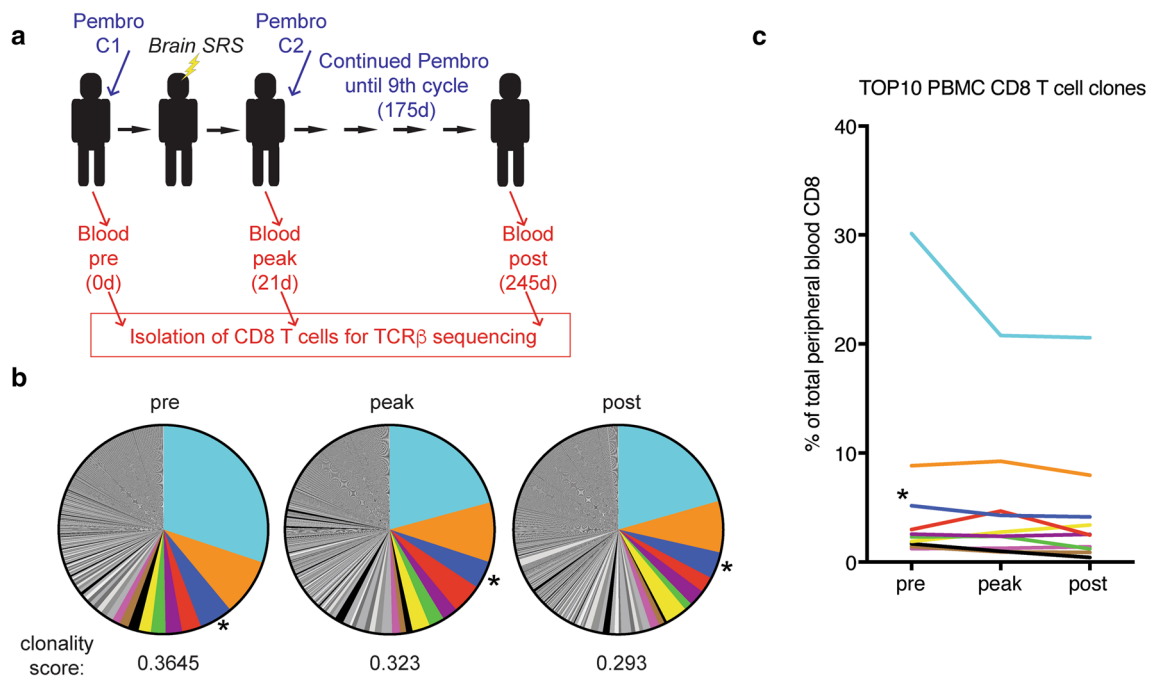 a
Pembro
C1
Brain SRS
Pembro
C2
Continued Pembro
until 9th cycle
(175d)
Blood
pre
(0d)
Blood
peak
(21d)
Blood
post
(245d)
Isolation of CD8 T cells for TCRβ sequencing
b
pre
peak
post
*
*
*
clonality
score:
0.3645
0.323
0.293
c
TOP10 PBMC CD8 T cell clones
% of total peripheral blood CD8
40
30
20
10
0
*
pre
peak
post